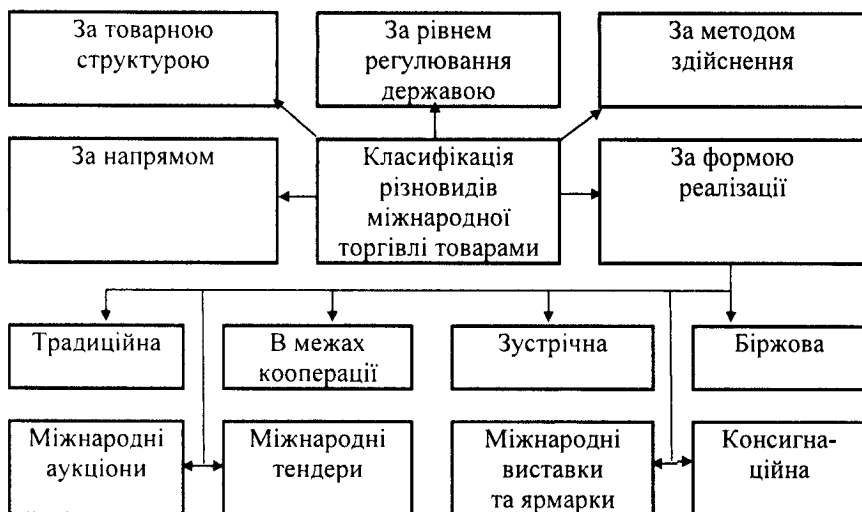 За товарною
структурою
За рівнем
регулювання
державою
За методом
здійснення
За напрямом
Класифікація
різновидів
міжнародної
торгівлі товарами
За формою
реалізації
Традиційна
В межах
кооперації
Зустрічна
Біржова
Міжнародні
аукціони
Міжнародні
тендери
Міжнародні
виставки
та ярмарки
Консигна-
ційна